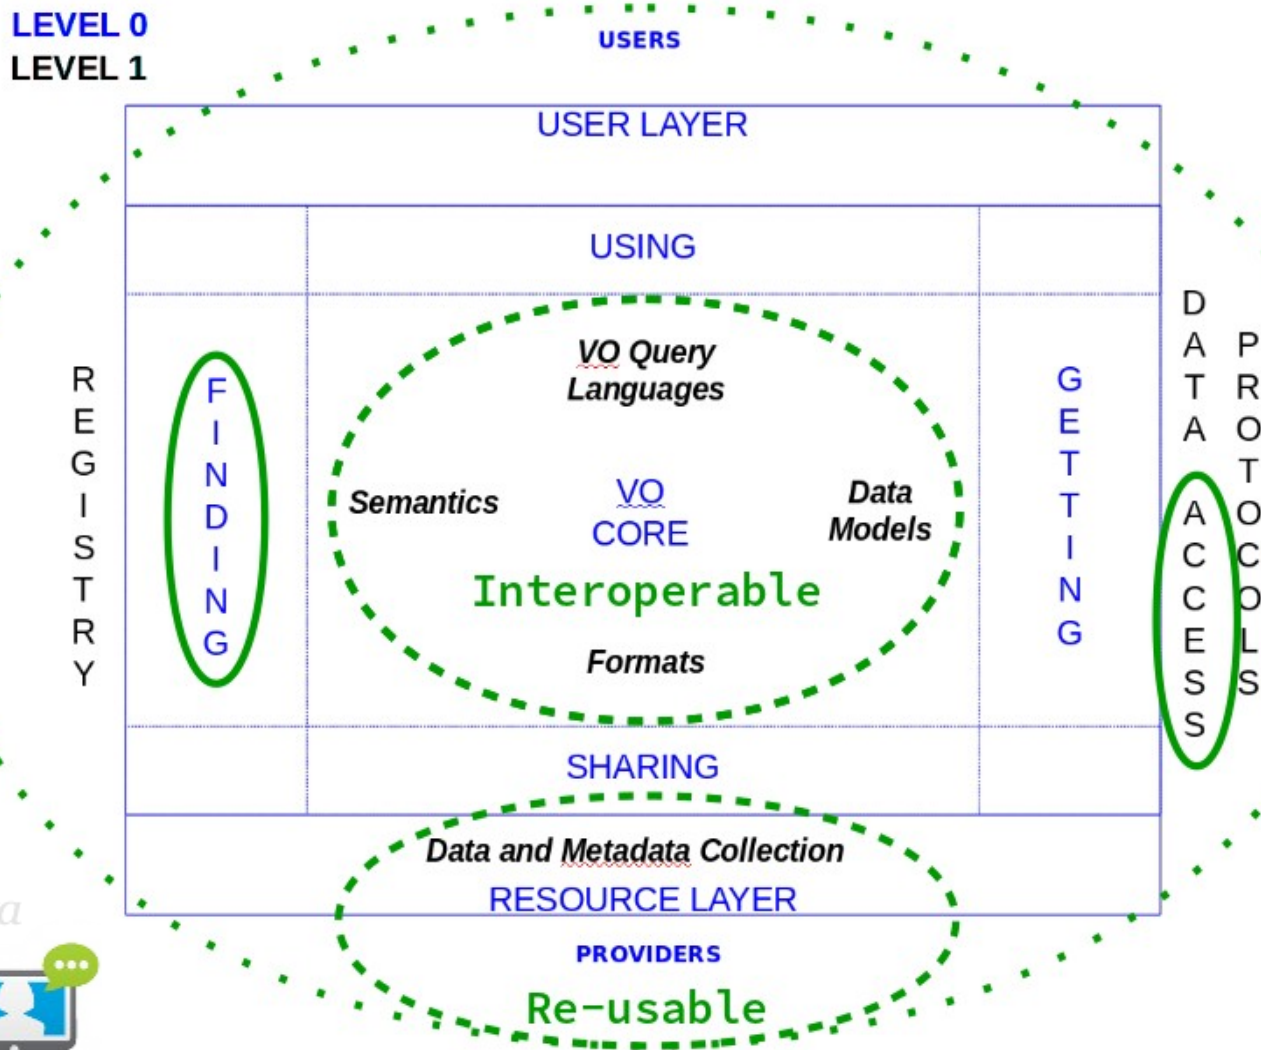 LEVEL 0
LEVEL 1
USERS
USER LAYER
USING
REGISTRY
FINDING
VO Query
Languages
Semantics
VO
CORE
Data
Models
Interoperable
Formats
GETTING
DATA ACCESS
PROTOCOLS
SHARING
Data and Metadata Collection
RESOURCE LAYER
PROVIDERS
Re-usable